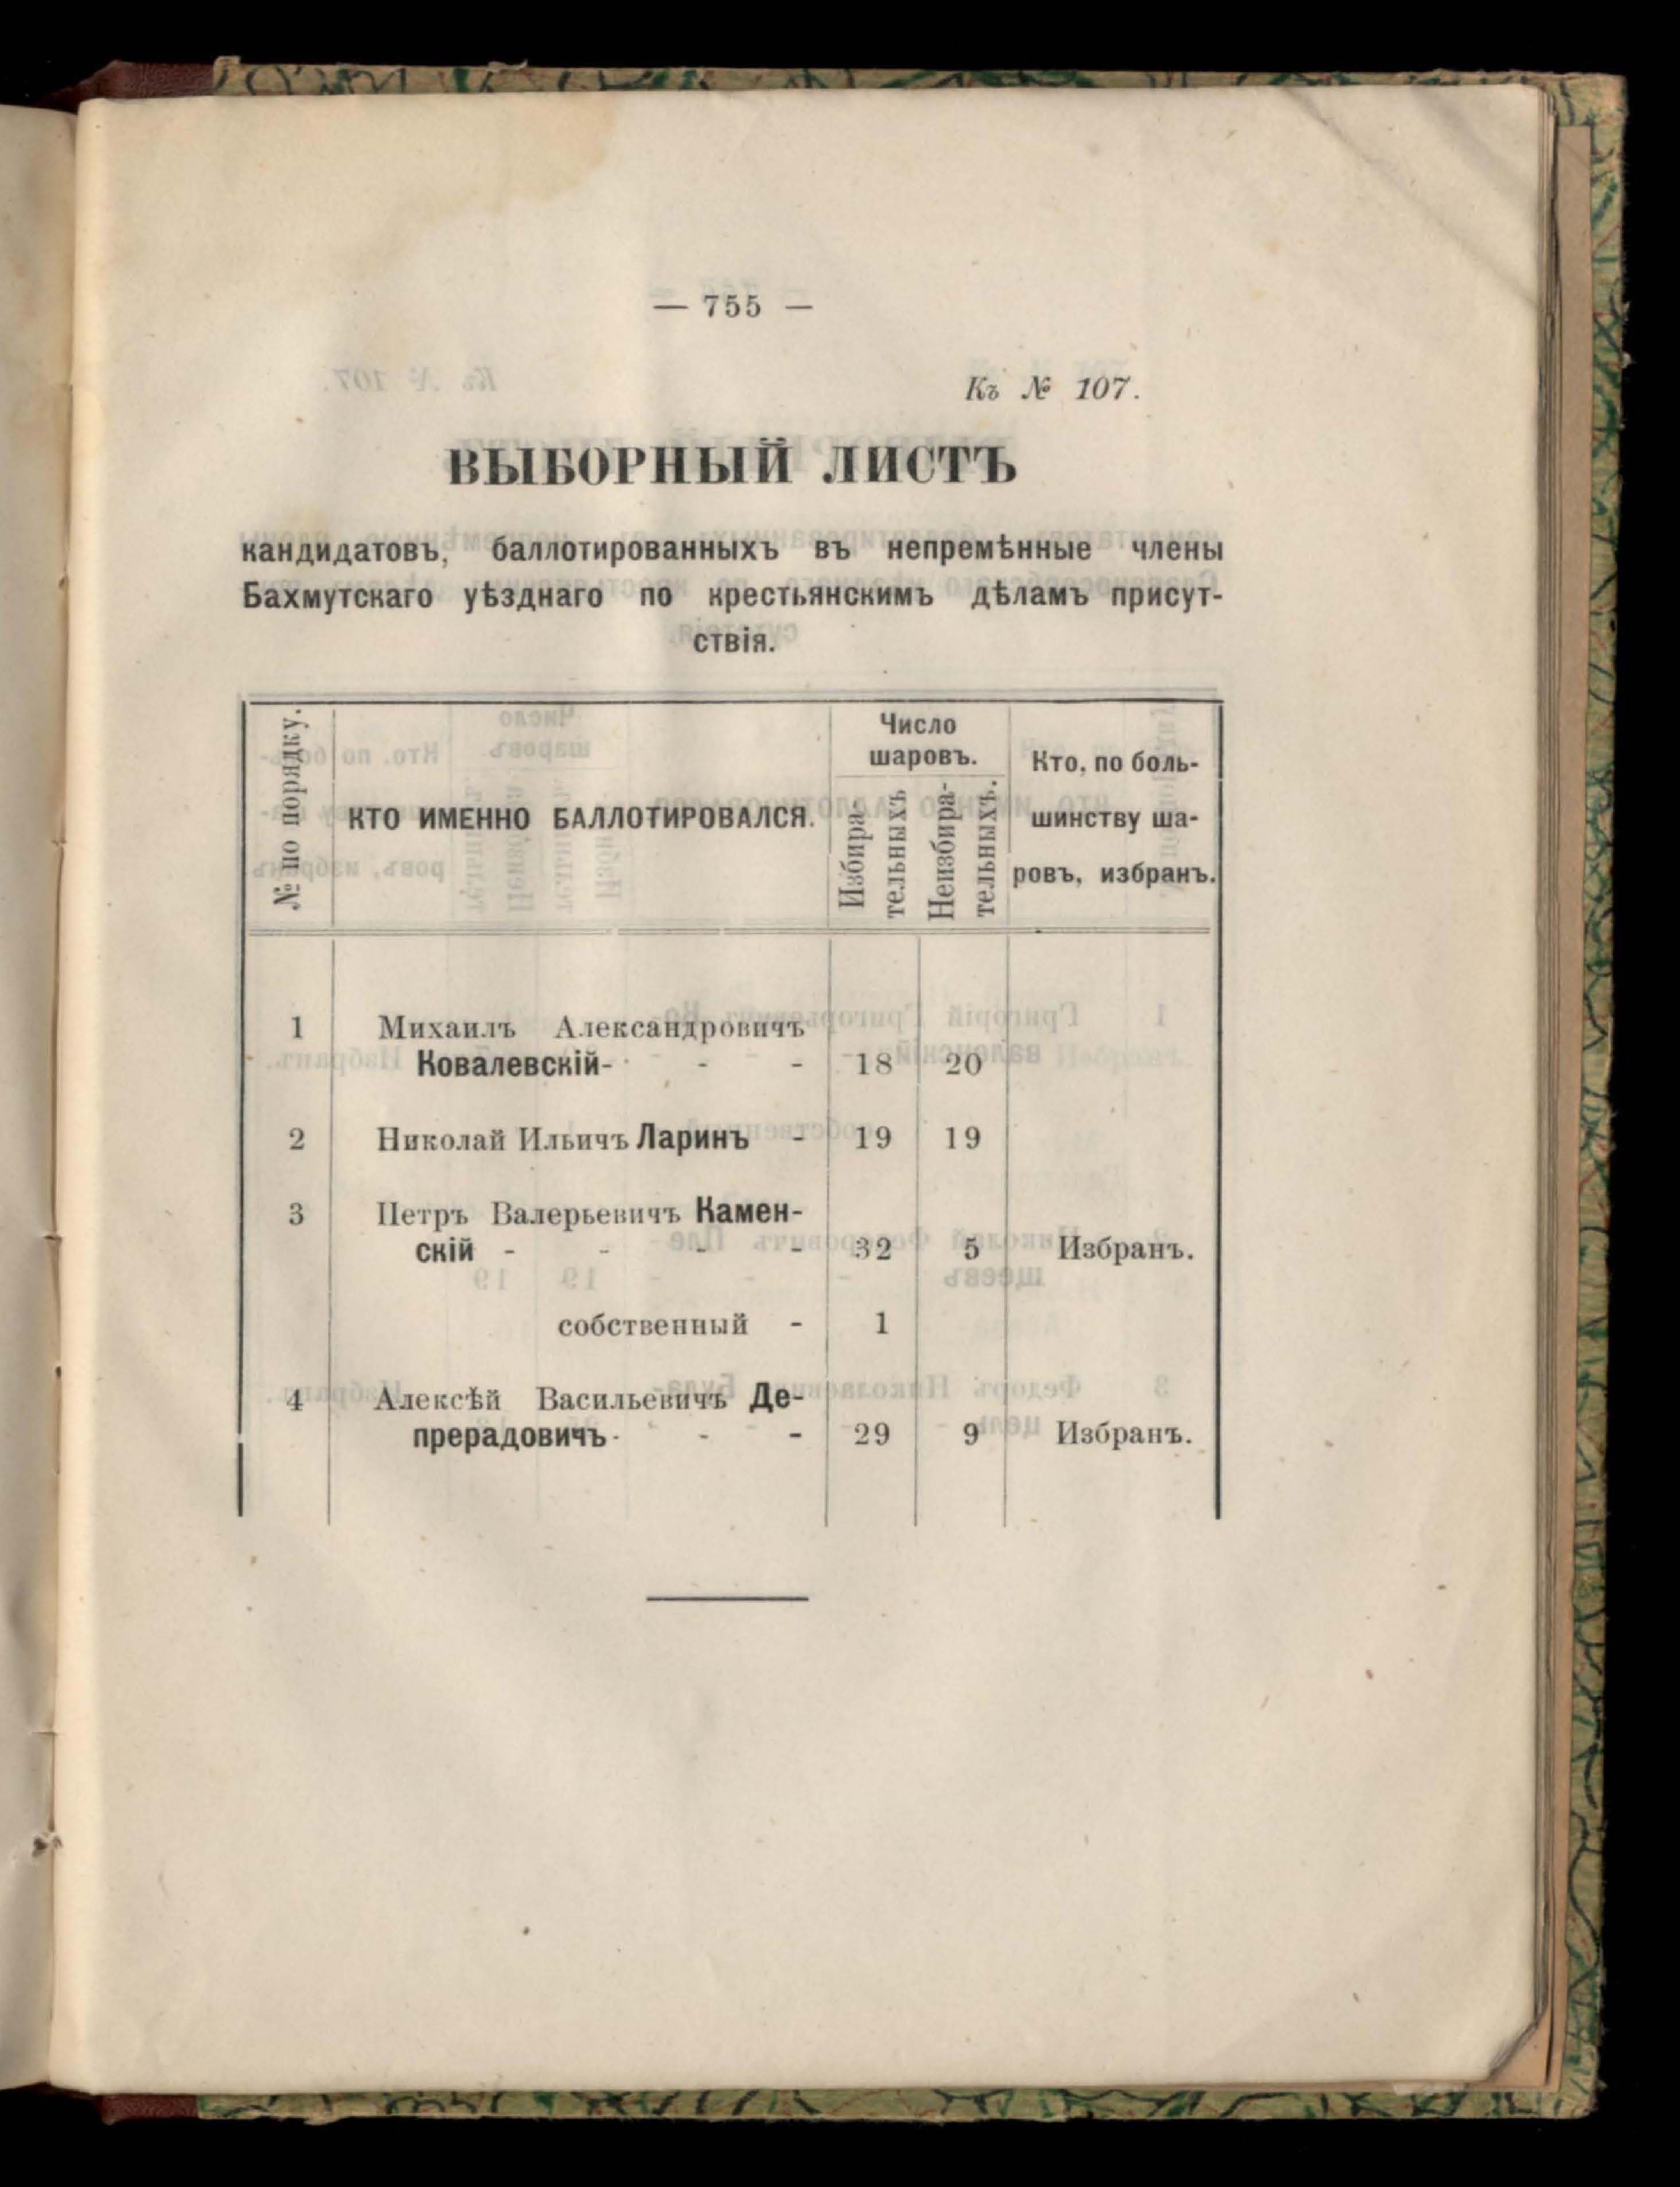 — 755 —
Къ № 107.
ВЫБОРНЫЙ ЛИСТЪ
кандидатовъ, баллотированныхъ въ непремѣнные члены
Бахмутскаго уѣзднаго по крестьянскимъ дѣламъ присут-
ствія.
№ по порядку.
КТО ИМЕННО БАЛЛОТИРОВАЛСЯ.
Число
шаровъ.
Избира-
тельныхъ
Неизбира-
тельныхъ.
Кто, по боль-
шинству ша-
ровъ, избранъ.
1 Михаилъ Александровичъ
Ковалевскій- - - 18 20
2 Николай Ильичъ Ларинъ - 19 19
3 Петръ Валерьевичъ Камен-
скій - - - - 32 5 Избранъ.
собственный - 1
4 Алексѣй Васильевичъ Де-
прерадовичъ- - - 29 9 Избранъ.